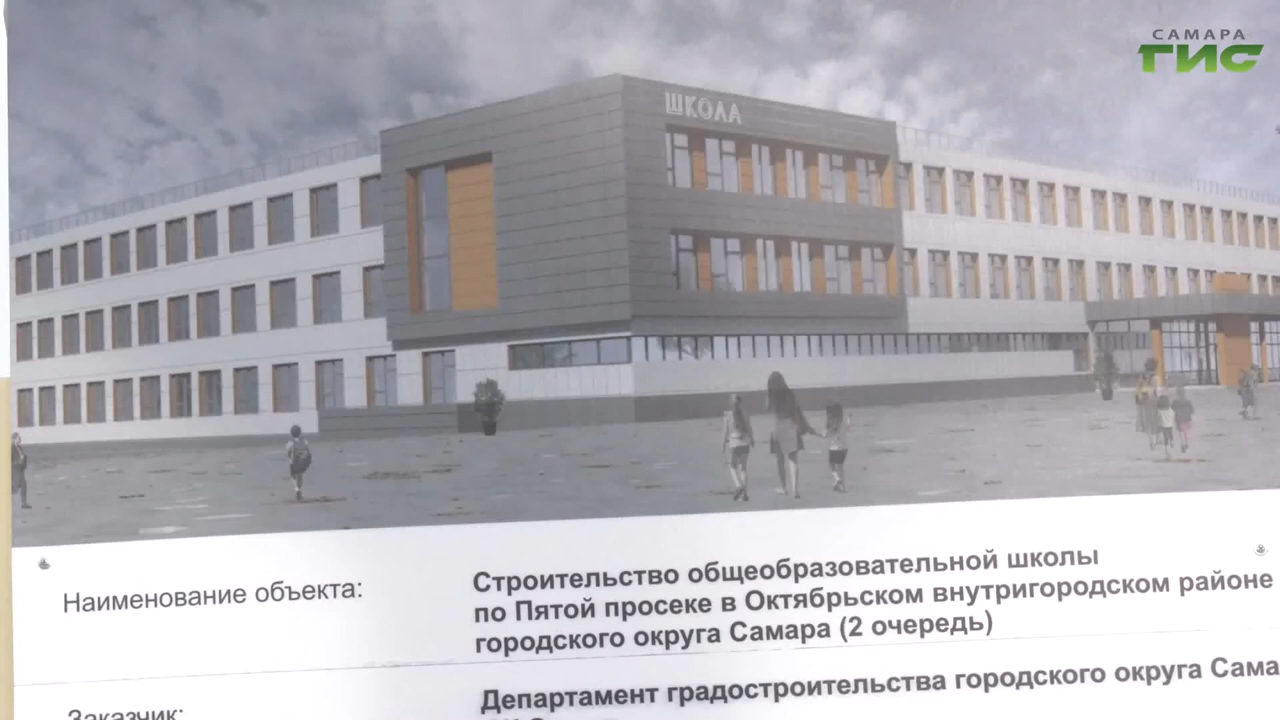 САМАРА
ГИС
ШКОЛА
Наименование объекта:
Строительство общеобразовательной школы
по Пятой просеке в Октябрьском внутригородском районе
городского округа Самара (2 очередь)
Заказчик:
Департамент градостроительства городского округа